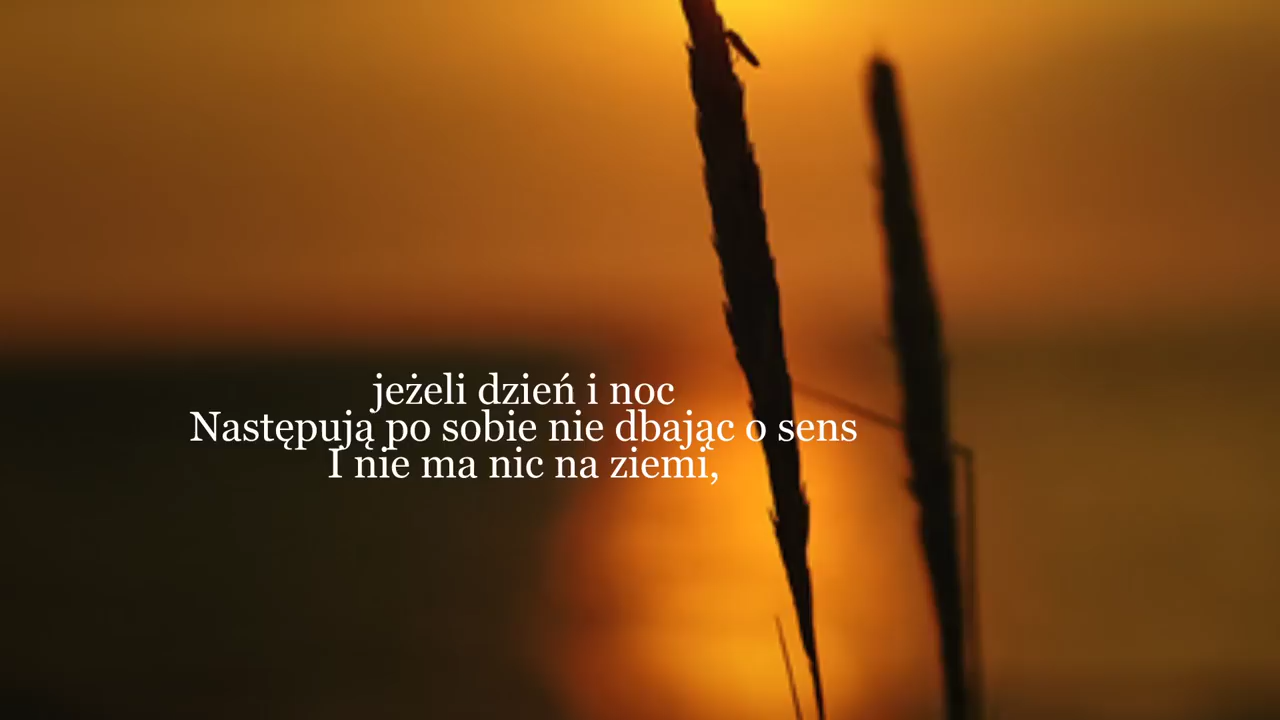 jeżeli dzień i noc
Następują po sobie nie dbając o sens
I nie ma nic na ziemi,